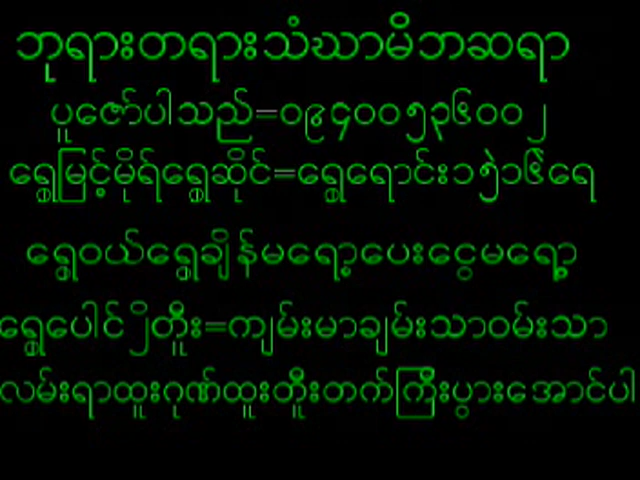 ဘုရားတရားသံဃာမိဘဆရာ
ပူဇော်ပါသည်=၀၉၄၀၀၅၃၆၀၀၂
ရွှေမြင့်မိုရ်ရွှေဆိုင်=ရွှေရောင်း၁၅ဲ၁၆ဲရေ
ရွှေဝယ်ရွှေချိန်မရော့ပေးငွေမရော့
ရွှေပေါင်၂ိတိူး=ကျမ်းမာချမ်းသာဝမ်းသာ
လမ်းရာထူးဂုဏ်ထူးတိူးတက်ကြီးပွားအောင်ပါ